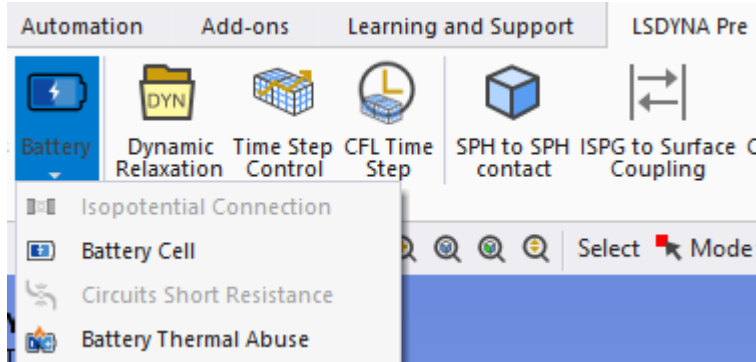 Automation Add-ons Learning and Support LSDYNA Pre
DYN
Battery Dynamic Time Step CFL Time SPH to SPH ISPG to Surface
Relaxation Control Step contact Coupling
Isopotential Connection
Battery Cell
Select Mode
Circuits Short Resistance
Battery Thermal Abuse